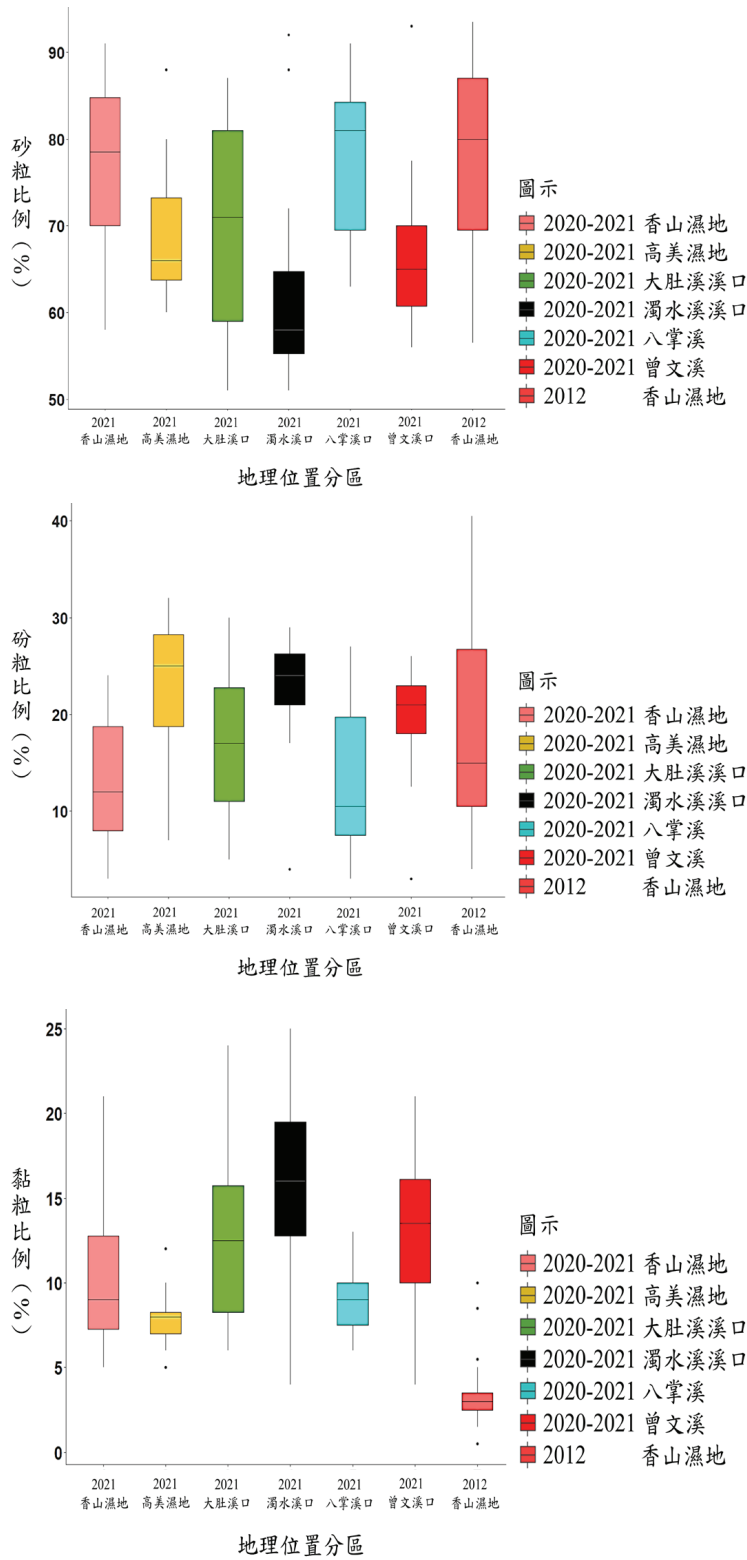 砂粒比例（%）
90
80
70
60
50
2021 香山濕地
2021 高美濕地
2021 大肚溪口
2021 濁水溪口
2021 八掌溪口
2021 曾文溪口
2012 香山濕地
地理位置分區
圖示
2020-2021 香山濕地
2020-2021 高美濕地
2020-2021 大肚溪溪口
2020-2021 濁水溪溪口
2020-2021 八掌溪
2020-2021 曾文溪
2012 香山濕地
坋粒比例（%）
40
30
20
10
2021 香山濕地
2021 高美濕地
2021 大肚溪口
2021 濁水溪口
2021 八掌溪口
2021 曾文溪口
2012 香山濕地
地理位置分區
圖示
2020-2021 香山濕地
2020-2021 高美濕地
2020-2021 大肚溪溪口
2020-2021 濁水溪溪口
2020-2021 八掌溪
2020-2021 曾文溪
2012 香山濕地
黏粒比例（%）
25
20
15
10
5
0
2021 香山濕地
2021 高美濕地
2021 大肚溪口
2021 濁水溪口
2021 八掌溪口
2021 曾文溪口
2012 香山濕地
地理位置分區
圖示
2020-2021 香山濕地
2020-2021 高美濕地
2020-2021 大肚溪溪口
2020-2021 濁水溪溪口
2020-2021 八掌溪
2020-2021 曾文溪
2012 香山濕地